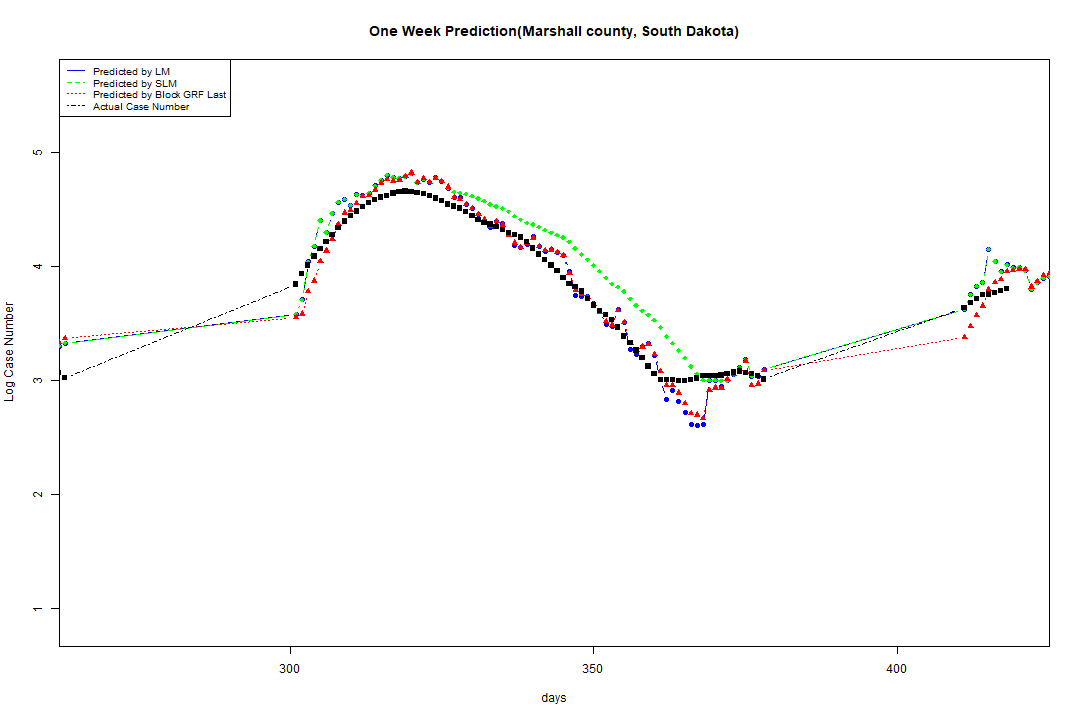 One Week Prediction(Marshall county, South Dakota)
Predicted by LM
Predicted by SLM
Predicted by Block GRF Last
Actual Case Number
5
4
3
2
1
Log Case Number
300 350 400
days